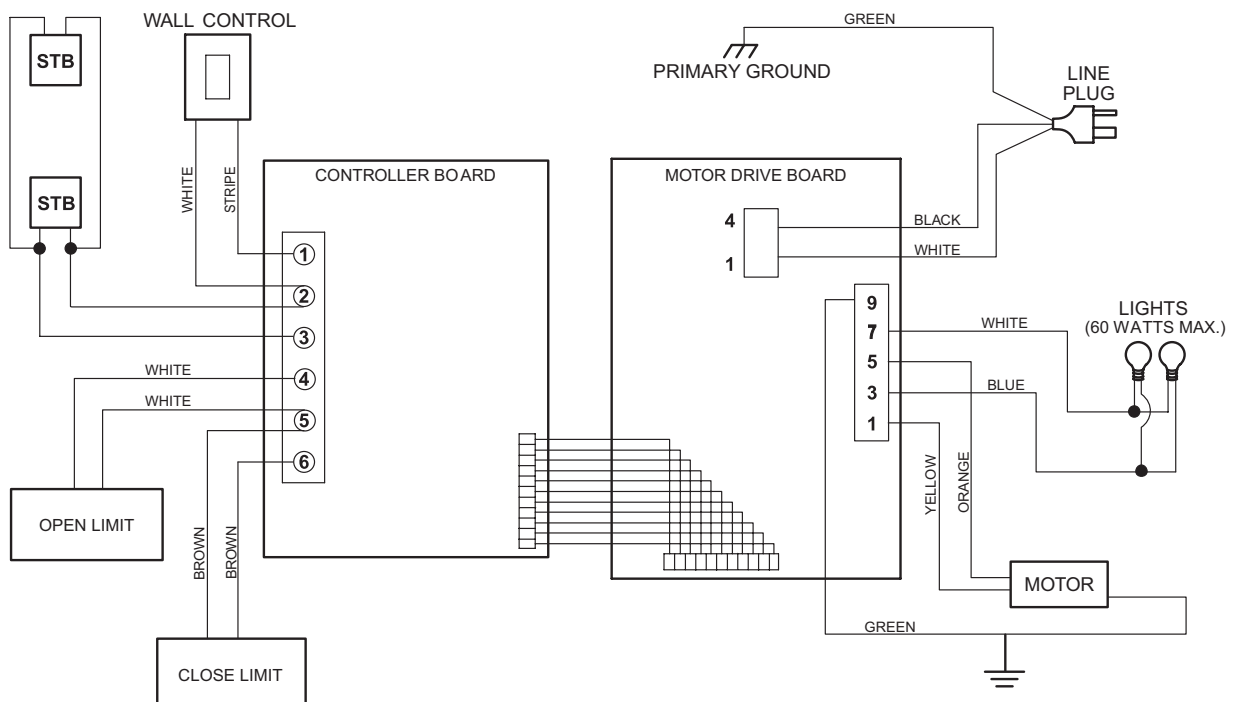 WALL CONTROL
STB
STB
WHITE
STRIPE
CONTROLLER BOARD
1
2
3
4
5
6
WHITE
WHITE
OPEN LIMIT
BROWN
BROWN
CLOSE LIMIT
GREEN
PRIMARY GROUND
LINE
PLUG
MOTOR DRIVE BOARD
4
1
BLACK
WHITE
9
7
5
3
1
WHITE
BLUE
LIGHTS
(60 WATTS MAX.)
YELLOW
ORANGE
MOTOR
GREEN